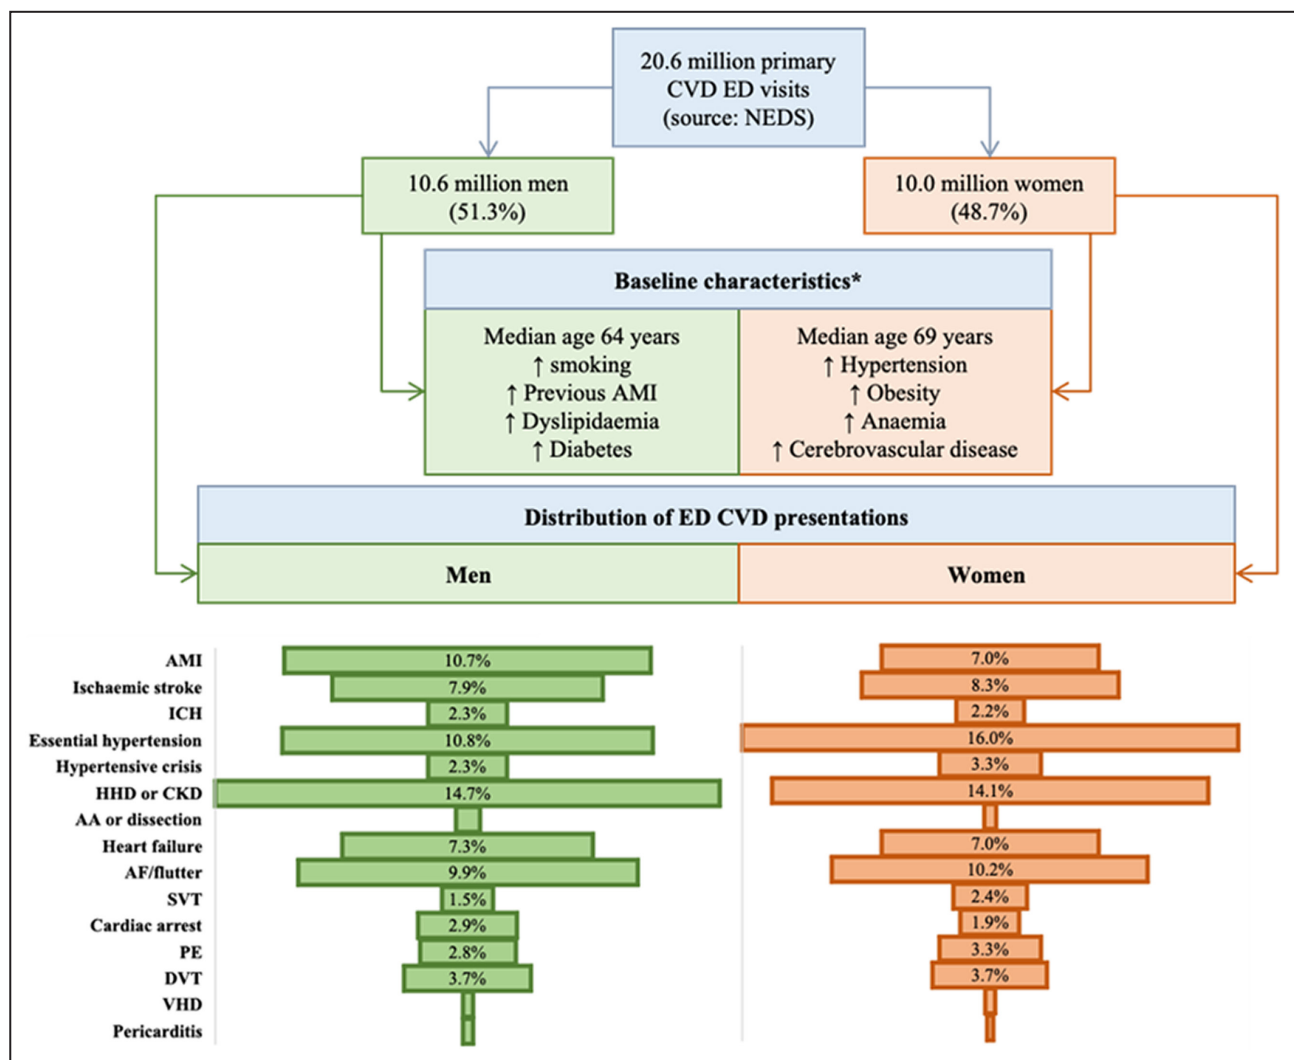 20.6 million primary
CVD ED visits
(source: NEDS)
10.6 million men
(51.3%)
10.0 million women
(48.7%)
Baseline characteristics*
Median age 64 years
↑ smoking
↑ Previous AMI
↑ Dyslipidaemia
↑ Diabetes
Median age 69 years
↑ Hypertension
↑ Obesity
↑ Anaemia
↑ Cerebrovascular disease
Distribution of ED CVD presentations
Men
Women
AMI 10.7% 7.0%
Ischaemic stroke 7.9% 8.3%
ICH 2.3% 2.2%
Essential hypertension 10.8% 16.0%
Hypertensive crisis 2.3% 3.3%
HHD or CKD 14.7% 14.1%
AA or dissection
Heart failure 7.3% 7.0%
AF/flutter 9.9% 10.2%
SVT 1.5% 2.4%
Cardiac arrest 2.9% 1.9%
PE 2.8% 3.3%
DVT 3.7% 3.7%
VHD
Pericarditis